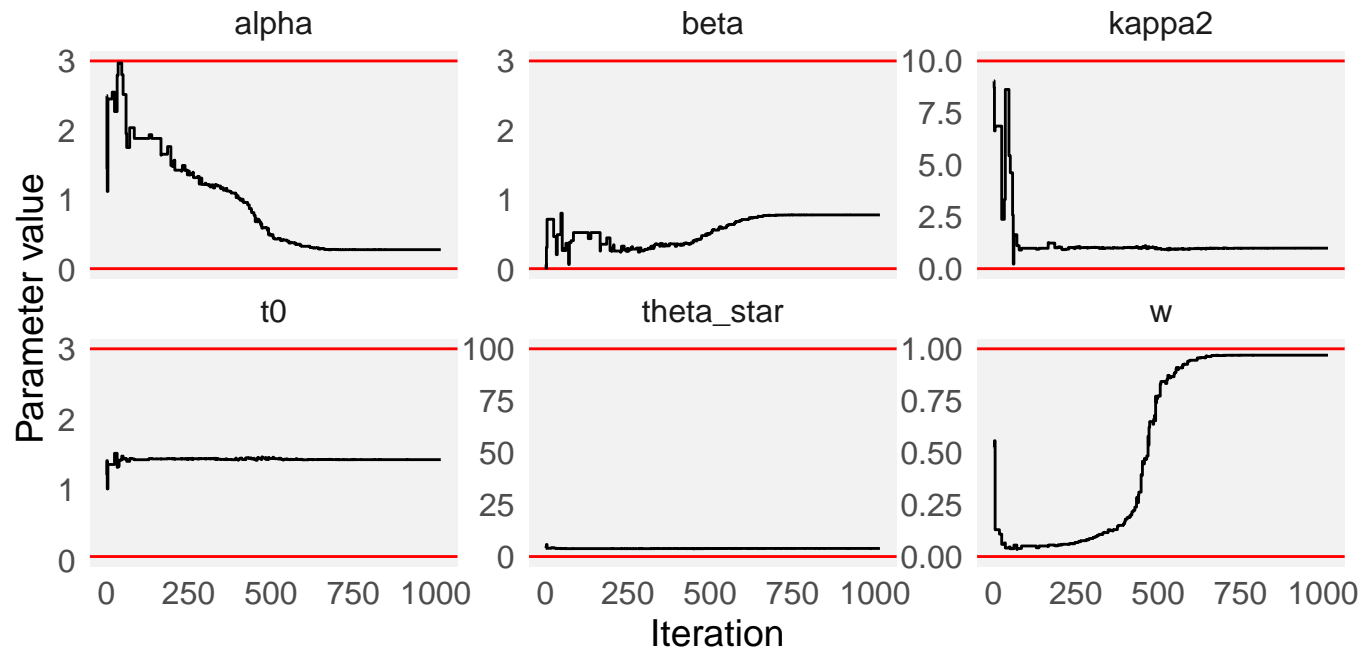 alpha beta kappa2
3 3 10.0
2 2 7.5
5.0
1 1 2.5
0 0 0.0
t0 theta_star w
3 100 1.00
2 75 0.75
50 0.50
1 25 0.25
0 0 0.00
0 250 500 750 1000 0 250 500 750 1000 0 250 500 750 1000
Iteration
Parameter value